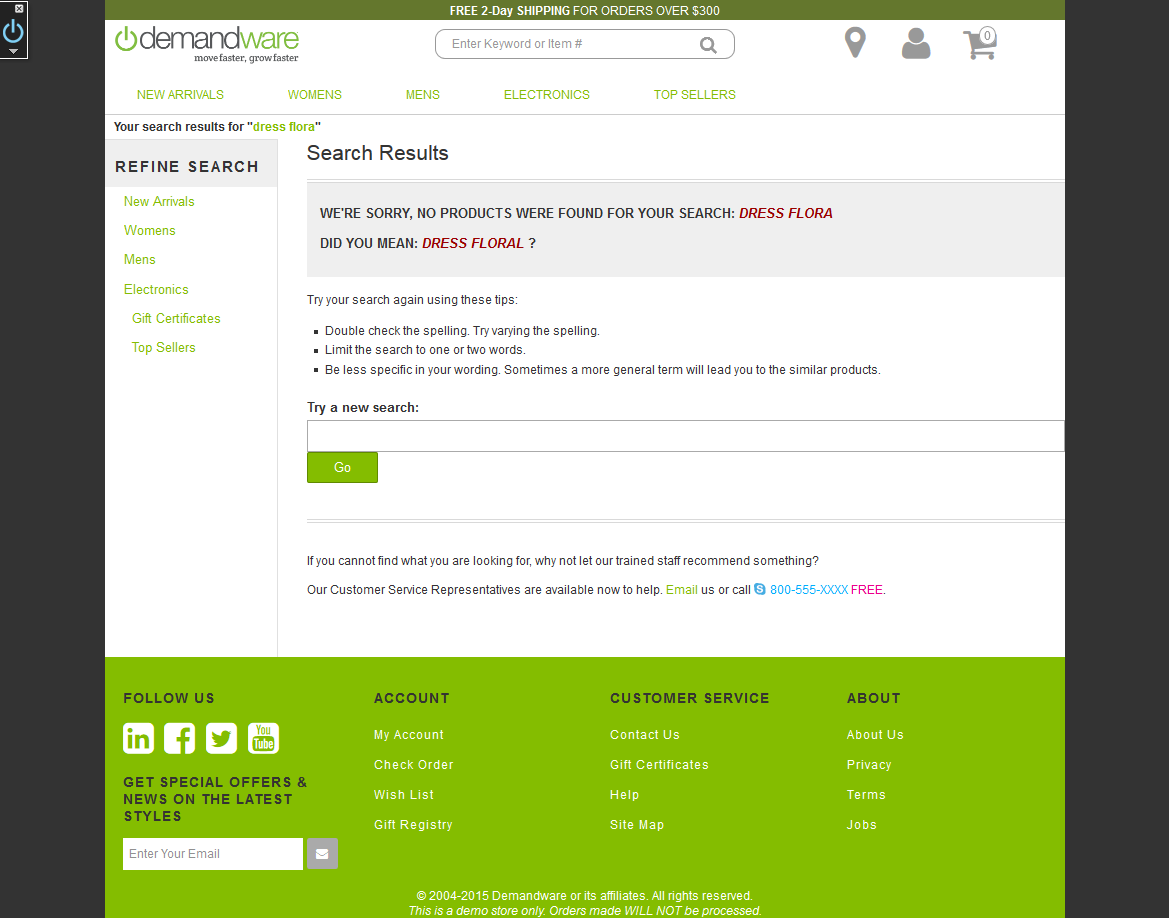 FREE 2-Day SHIPPING FOR ORDERS OVER $300
demandware
move faster, grow faster
Enter Keyword or Item #
0
NEW ARRIVALS WOMENS MENS ELECTRONICS TOP SELLERS
Your search results for "dress flora"
REFINE SEARCH
New Arrivals
Womens
Mens
Electronics
Gift Certificates
Top Sellers
Search Results
WE'RE SORRY, NO PRODUCTS WERE FOUND FOR YOUR SEARCH: DRESS FLORA
DID YOU MEAN: DRESS FLORAL ?
Try your search again using these tips:
Double check the spelling. Try varying the spelling.
Limit the search to one or two words.
Be less specific in your wording. Sometimes a more general term will lead you to the similar products.
Try a new search:
Go
If you cannot find what you are looking for, why not let our trained staff recommend something?
Our Customer Service Representatives are available now to help. Email us or call S 800-555-XXXX FREE.
FOLLOW US
in f You Tube
GET SPECIAL OFFERS &
NEWS ON THE LATEST
STYLES
Enter Your Email
ACCOUNT
My Account
Check Order
Wish List
Gift Registry
CUSTOMER SERVICE
Contact Us
Gift Certificates
Help
Site Map
ABOUT
About Us
Privacy
Terms
Jobs
© 2004-2015 Demandware or its affiliates. All rights reserved.
This is a demo store only. Orders made WILL NOT be processed.